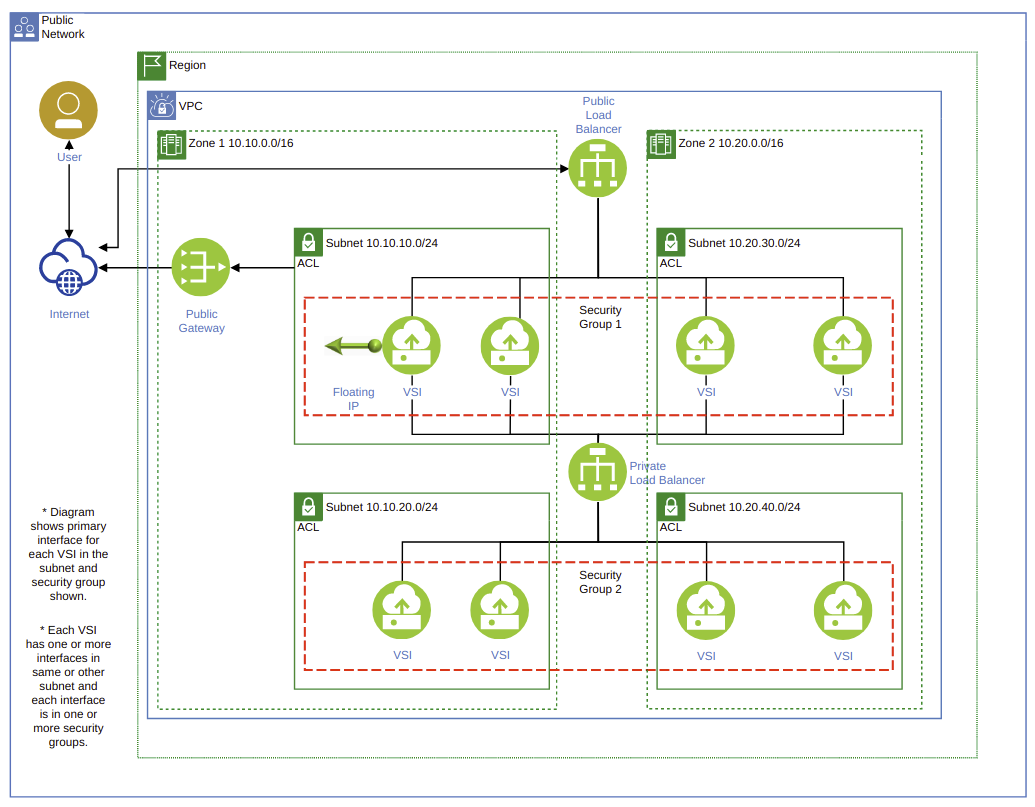 Public
Network
Region
VPC
Public
Load
Balancer
Zone 1 10.10.0.0/16
Zone 2 10.20.0.0/16
User
Subnet 10.10.10.0/24
ACL
Subnet 10.20.30.0/24
ACL
Internet
Public
Gateway
Security
Group 1
Floating
IP
VSI
VSI
VSI
VSI
Private
Load Balancer
Subnet 10.10.20.0/24
ACL
Subnet 10.20.40.0/24
ACL
Security
Group 2
VSI
VSI
VSI
VSI
* Diagram
shows primary
interface for
each VSI in the
subnet and
security group
shown.
* Each VSI
has one or more
interfaces in
same or other
subnet and
each interface
is in one or
more security
groups.